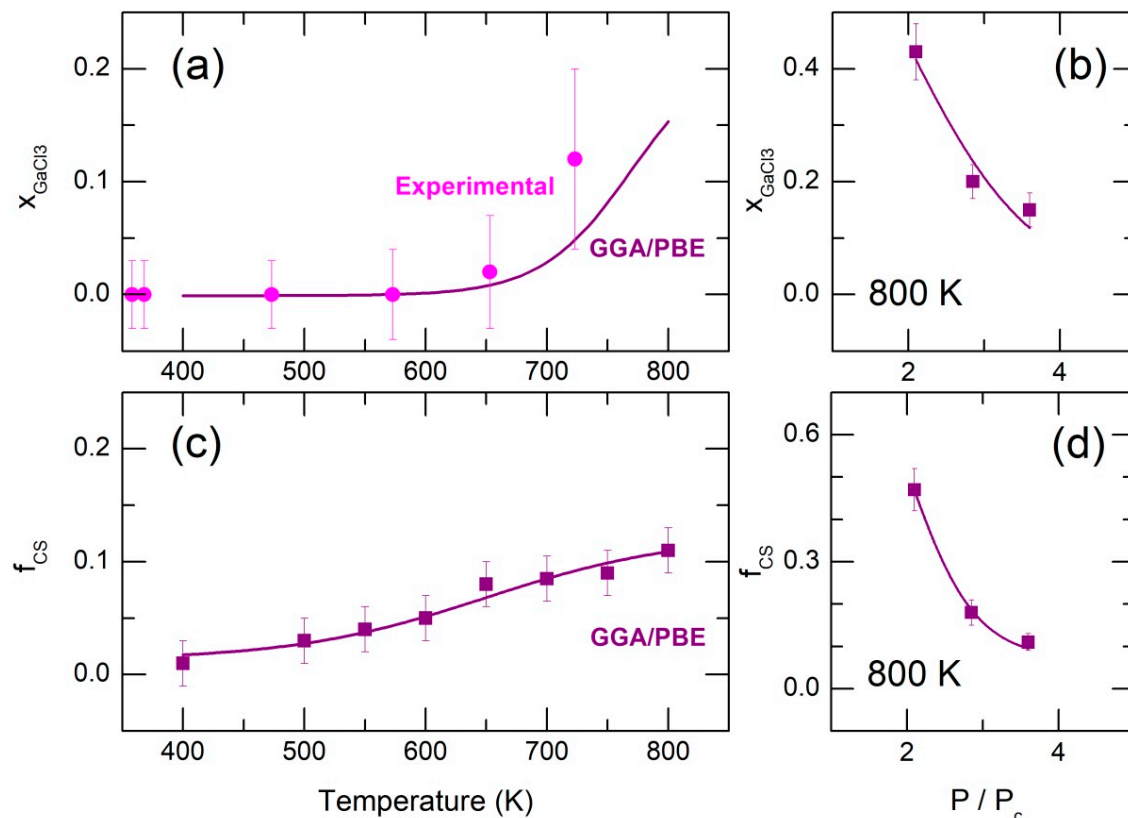 (a)
0.2
0.1
0.0
x_GaCl3
Experimental
GGA/PBE
400 500 600 700 800
(b)
0.4
0.2
0.0
x_GaCl3
800 K
2 4
(c)
0.2
0.1
0.0
f_CS
GGA/PBE
400 500 600 700 800
Temperature (K)
(d)
0.6
0.3
0.0
f_CS
800 K
2 4
P / P_c